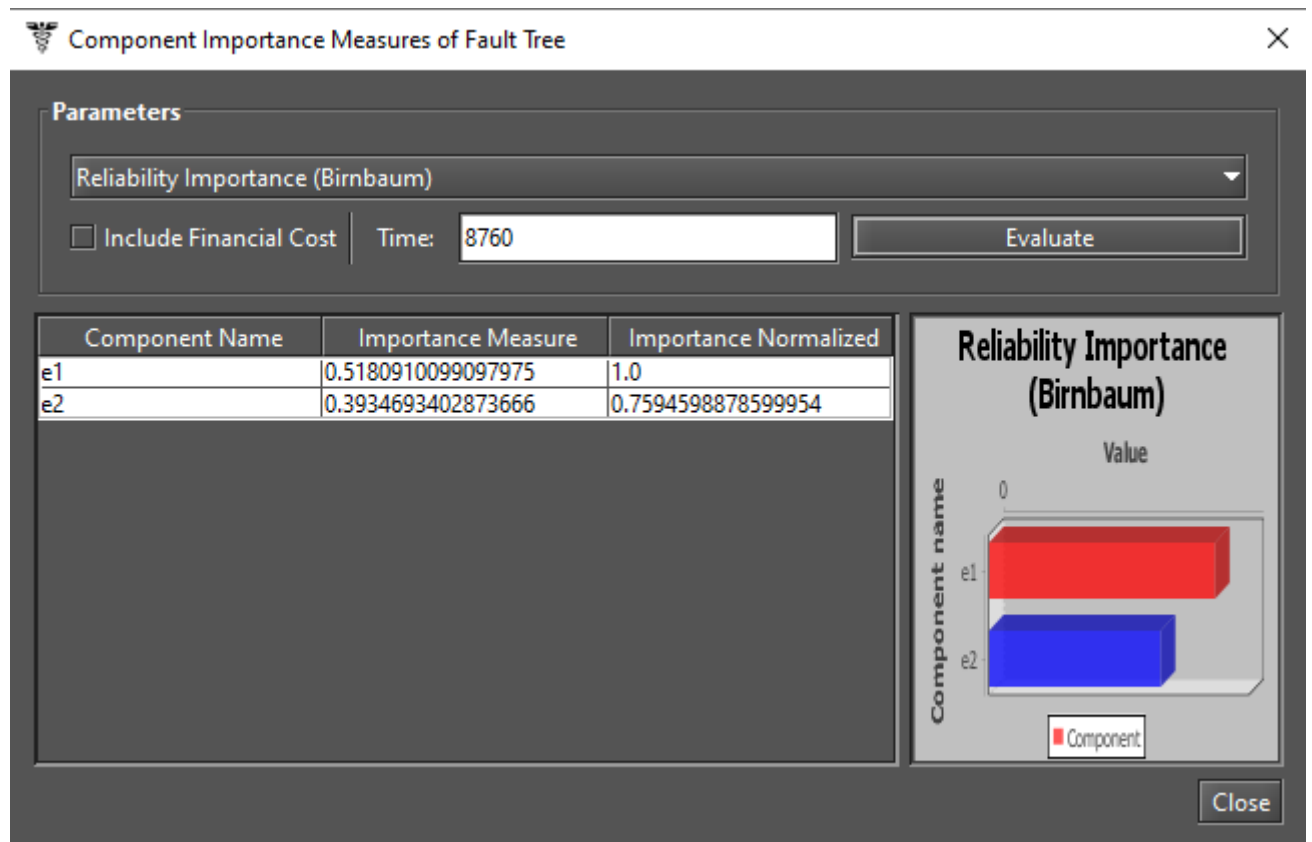 Component Importance Measures of Fault Tree
Parameters
Reliability Importance (Birnbaum)
Include Financial Cost Time: 8760 Evaluate
Component Name Importance Measure Importance Normalized
e1 0.5180910099097975 1.0
e2 0.3934693402873666 0.7594598878599954
Reliability Importance
(Birnbaum)
Value
0
Component name
e1
e2
Component
Close